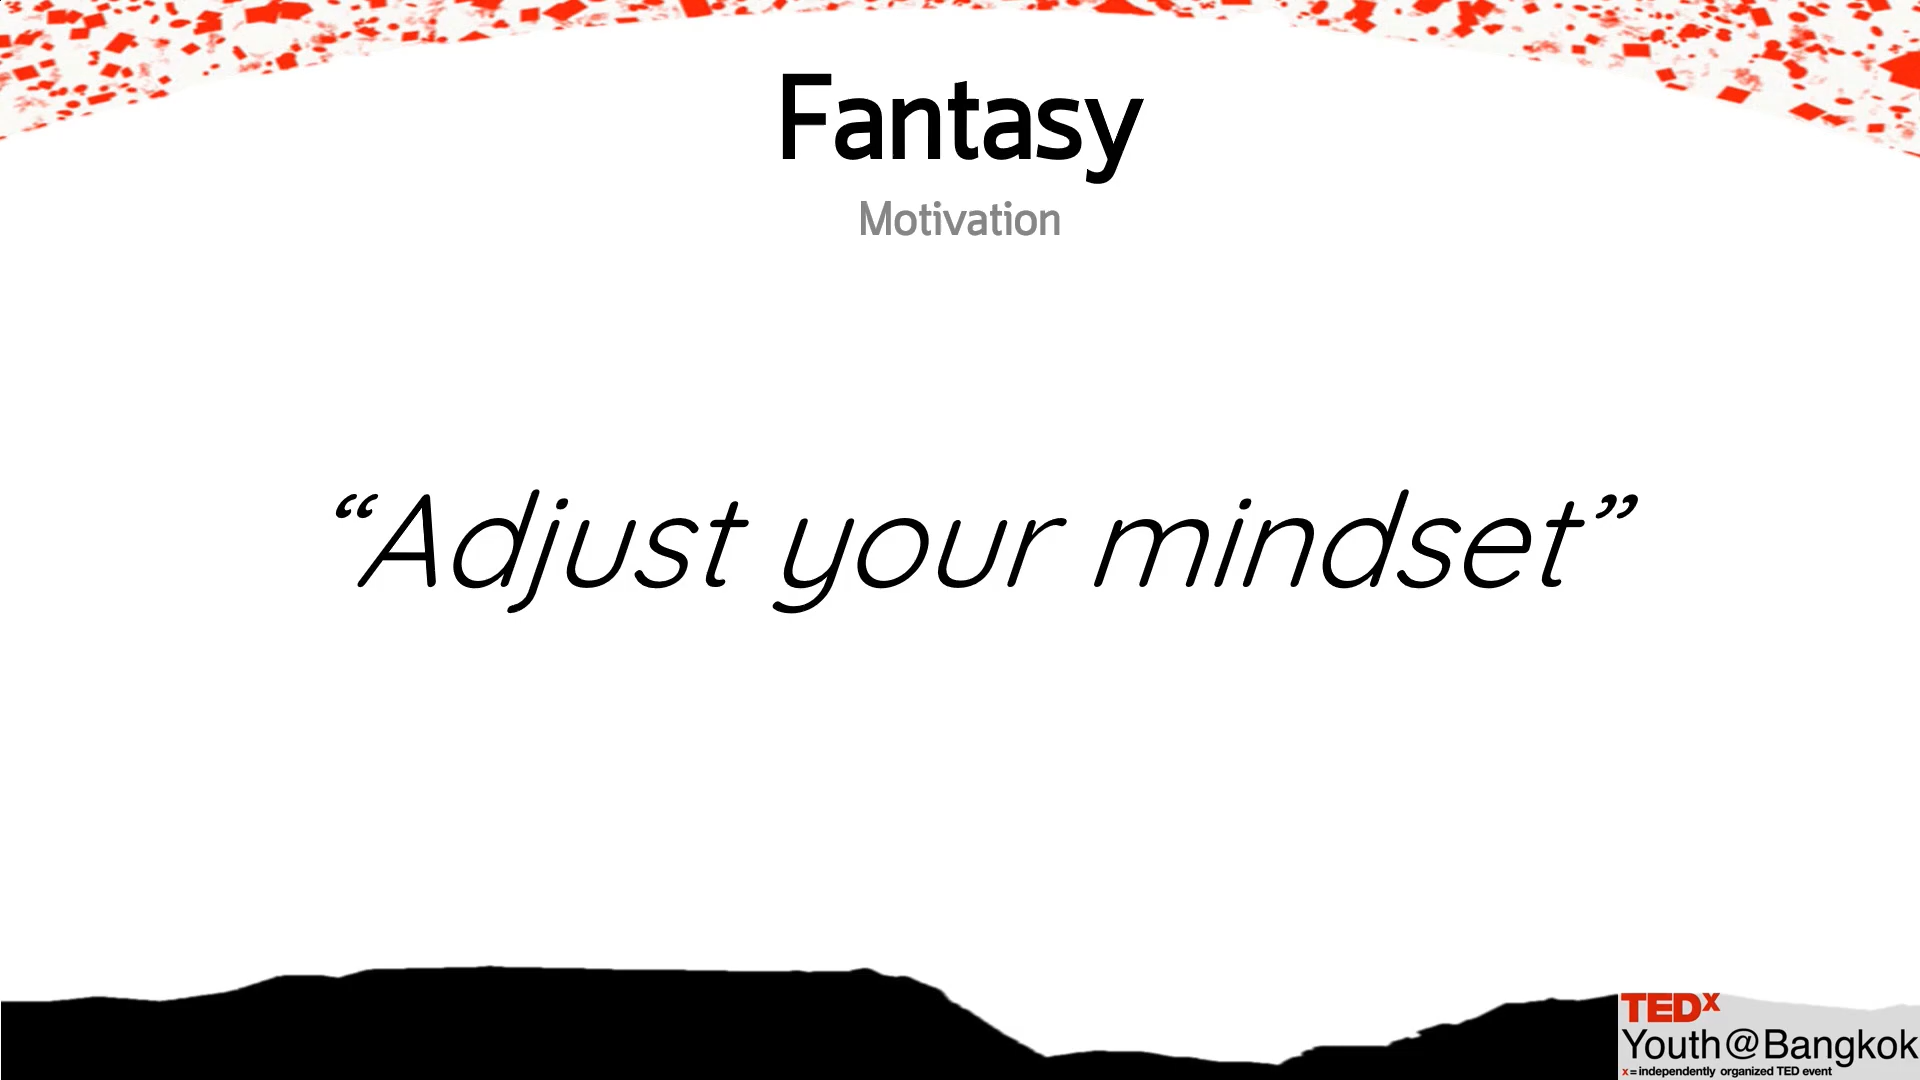 Fantasy
Motivation
“Adjust your mindset”
TEDx
Youth@Bangkok
x=independently organized TED event